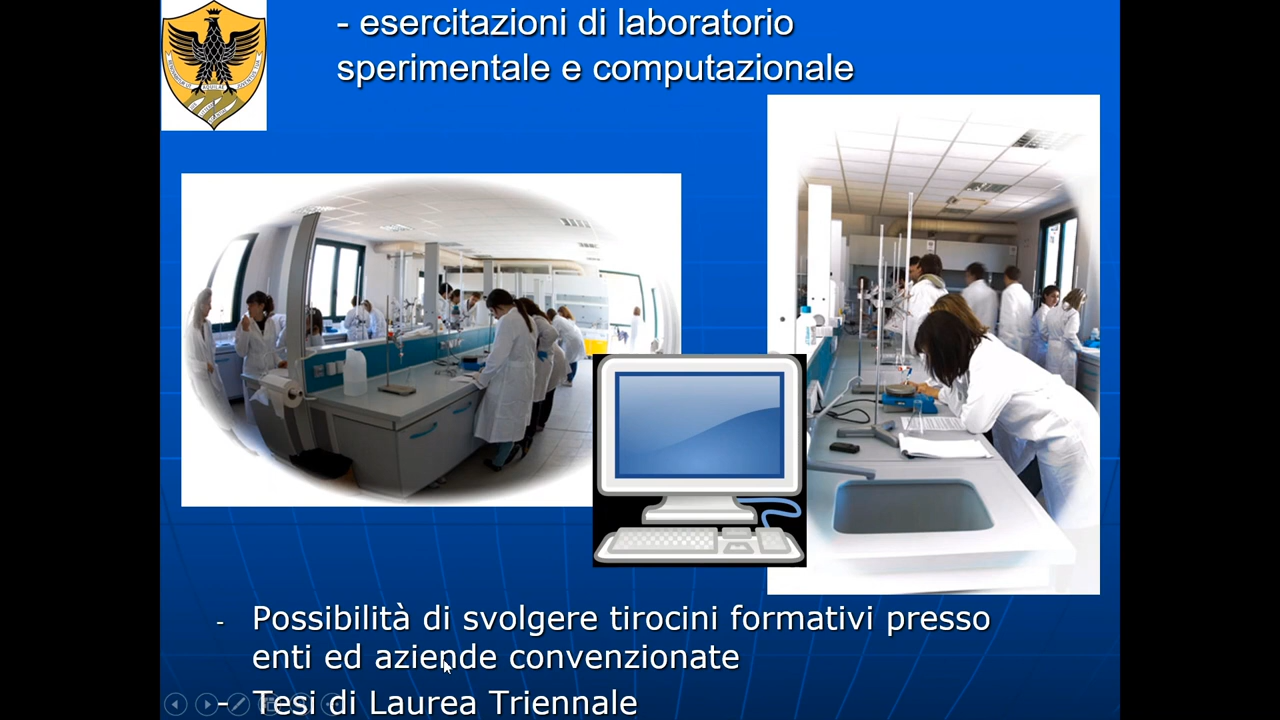 - esercitazioni di laboratorio
sperimentale e computazionale
- Possibilità di svolgere tirocini formativi presso
enti ed aziende convenzionate
- Tesi di Laurea Triennale